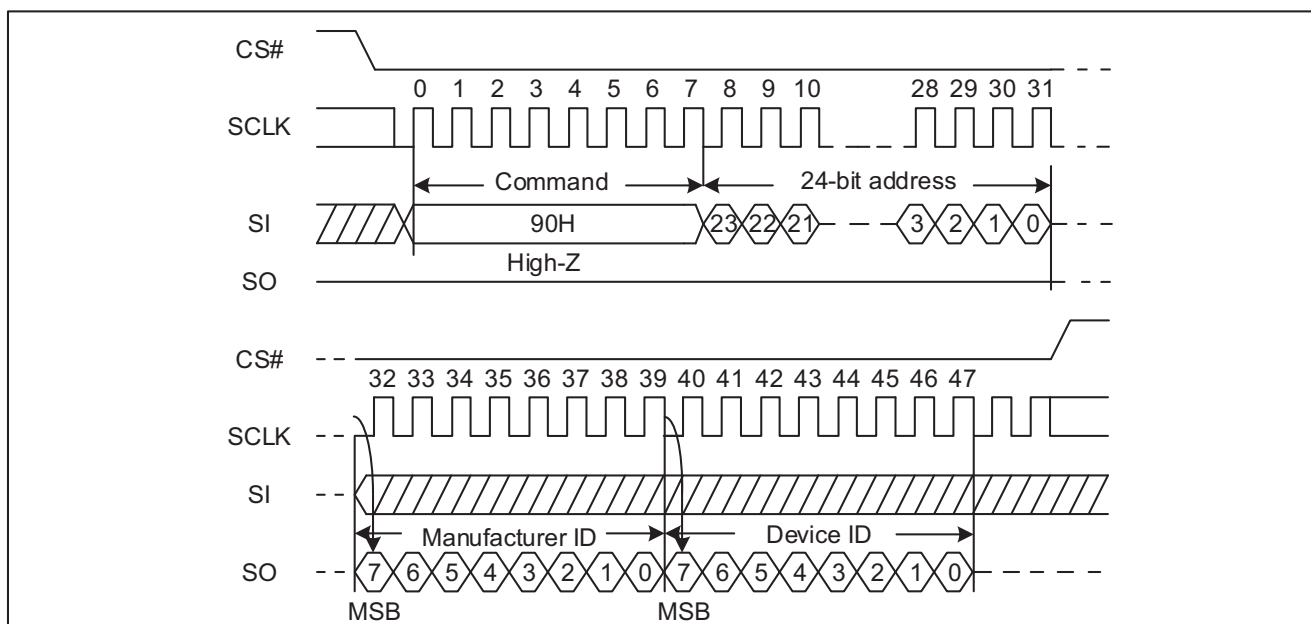 CS#
0 1 2 3 4 5 6 7 8 9 10 28 29 30 31
SCLK
Command 24-bit address
SI 90H 23 22 21 3 2 1 0
High-Z
SO
CS#
32 33 34 35 36 37 38 39 40 41 42 43 44 45 46 47
SCLK
SI
Manufacturer ID Device ID
SO 7 6 5 4 3 2 1 0 7 6 5 4 3 2 1 0
MSB MSB